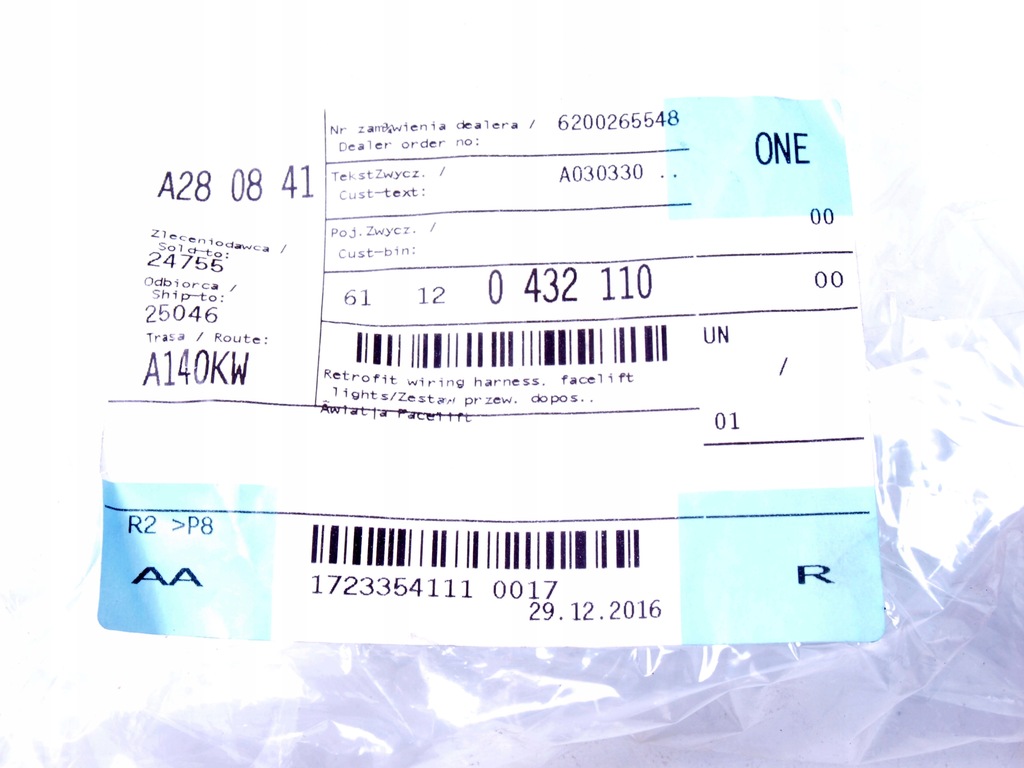 Nr zamówienia dealera / 6200265548
Dealer order no:
ONE
A28 08 41
TekstZwycz. / A030330 ..
Cust-text:
00
Poj.Zwycz. /
Cust-bin:
Zleceniodawca /
Sold-to:
24755
Odbiorca /
Ship-to:
25046
61 12 0 432 110 00
Trasa / Route:
A140KW
UN
/
Retrofit wiring harness. facelift
lights/Zestaw przew. dopos..
Äwiatła Facelift
01
R2 >P8
AA
1723354111 0017
29.12.2016
R